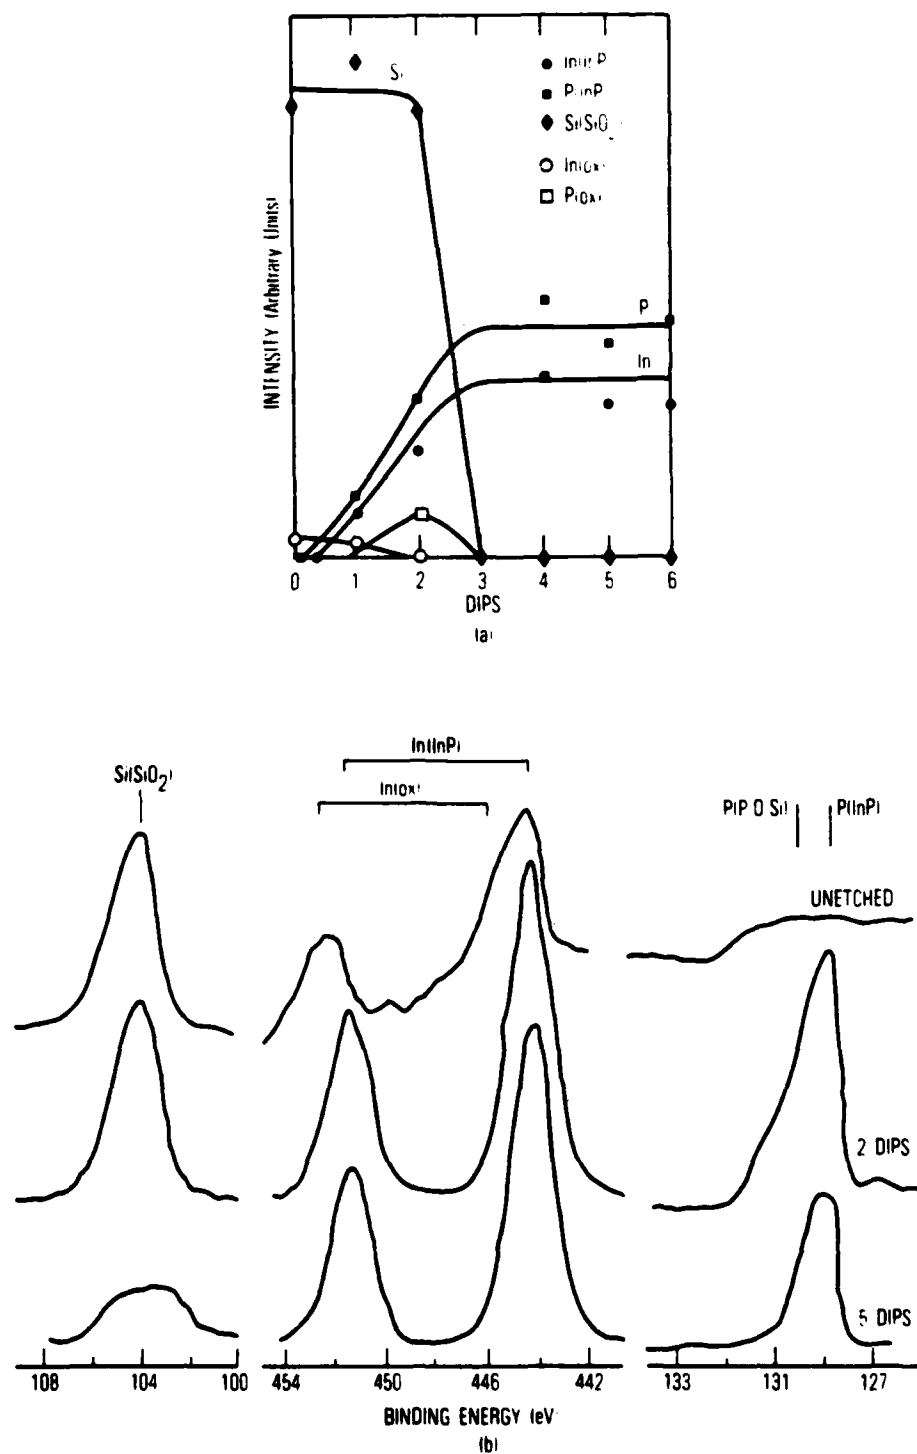 Si
In(InP)
P(InP)
Si(SiO2)
In(ox)
P(ox)
INTENSITY (Arbitrary Units)
P
In
0 1 2 3 4 5 6
DIPS
(a)
In(InP)
Si(SiO2)
In(ox)
P(P O Si)
P(InP)
UNETCHED
2 DIPS
5 DIPS
108 104 100 454 450 446 442 133 131 127
BINDING ENERGY (eV
(b)